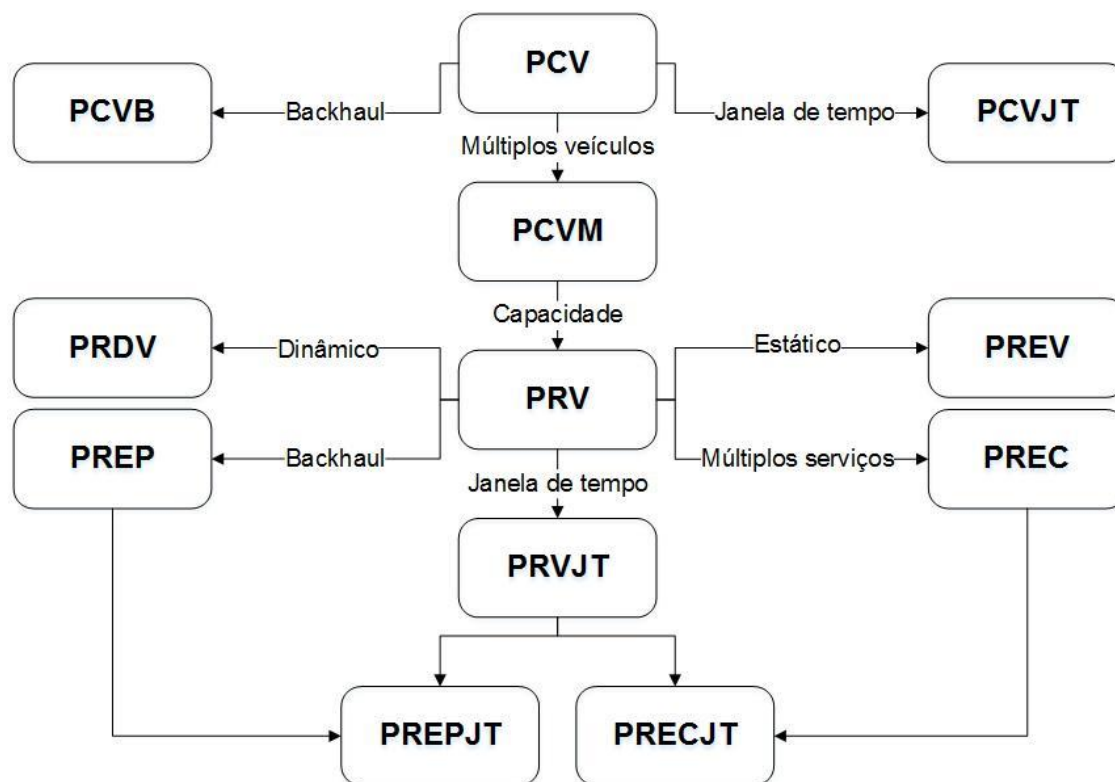 PCV
PCVB
Backhaul
Janela de tempo
PCVJT
Múltiplos veículos
PCVM
Capacidade
PRDV
Dinâmico
Estático
PREV
PRV
PREP
Backhaul
Múltiplos serviços
PREC
Janela de tempo
PRVJT
PREPJT
PRECJT